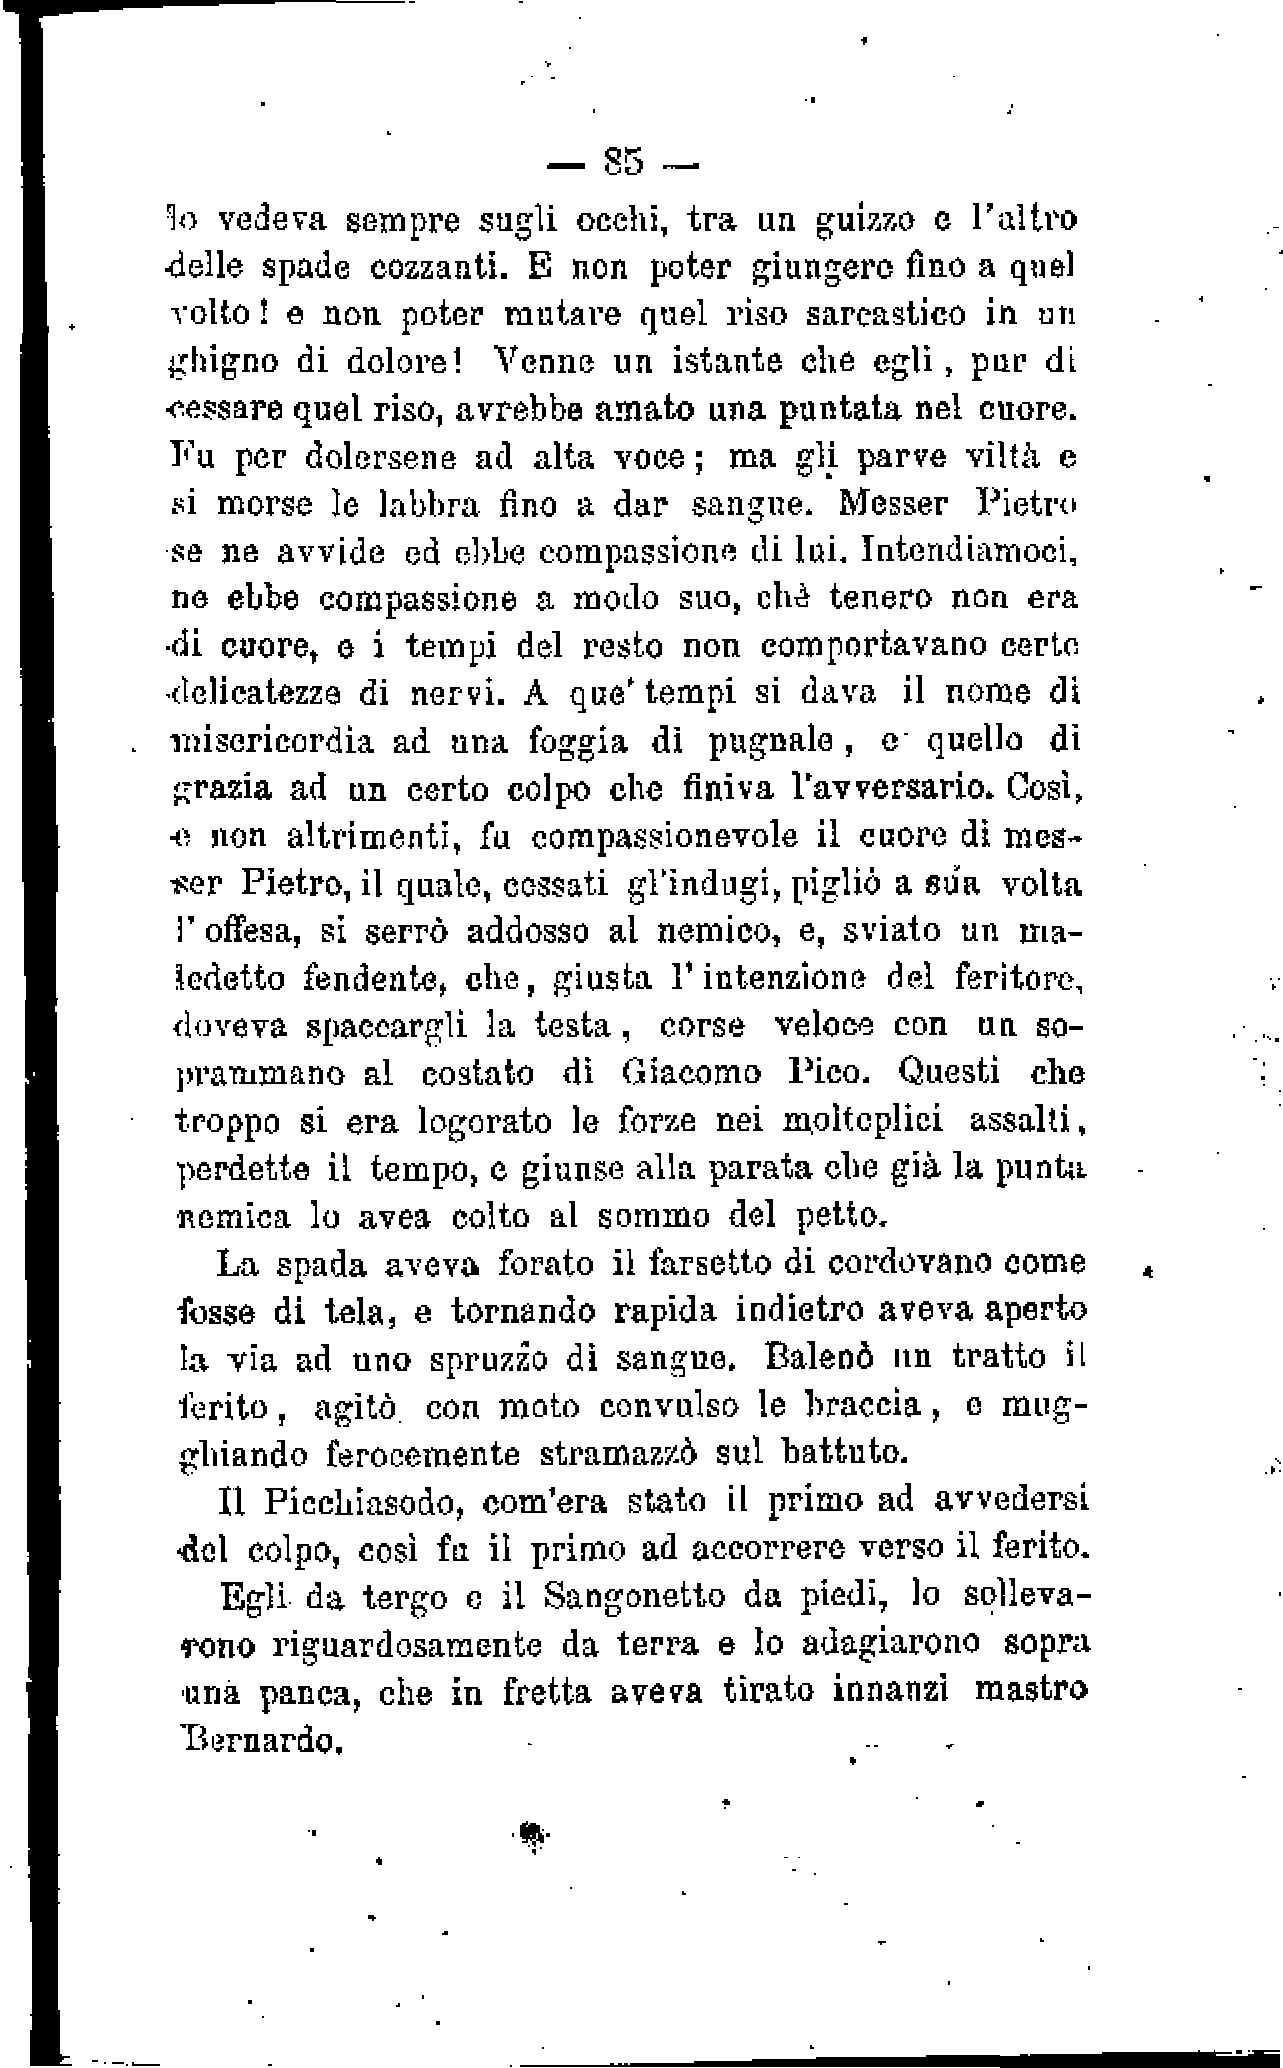 — 85 —
lo vedeva sempre sugli occhi, tra un guizzo e l'altro
delle spade cozzanti. E non poter giungere fino a quel
volto! e non poter mutare quel riso sarcastico in un
ghigno di dolore! Venne un istante che egli, pur di
cessare quel riso, avrebbe amato una puntata nel cuore.
Fu per dolersene ad alta voce; ma gli parve viltà e
si morse le labbra fino a dar sangue. Messer Pietro
se ne avvide ed ebbe compassione di lui. Intendiamoci,
ne ebbe compassione a modo suo, chè tenero non era
di cuore, e i tempi del resto non comportavano certe
delicatezze di nervi. A que' tempi si dava il nome di
misericordia ad una foggia di pugnale, e quello di
grazia ad un certo colpo che finiva l'avversario. Così,
e non altrimenti, fu compassionevole il cuore di mes-
ser Pietro, il quale, cessati gl'indugi, pigliò a sua volta
l'offesa, si serrò addosso al nemico, e, sviato un ma-
ledetto fendente, che, giusta l'intenzione del feritore,
doveva spaccargli la testa, corse veloce con un so-
prammano al costato di Giacomo Pico. Questi che
troppo si era logorato le forze nei molteplici assalti,
perdette il tempo, e giunse alla parata che già la punta
nemica lo avea colto al sommo del petto.
La spada aveva forato il farsetto di cordovano come
fosse di tela, e tornando rapida indietro aveva aperto
la via ad uno spruzzo di sangue. Balenò un tratto il
ferito, agitò con moto convulso le braccia, e mug-
ghiando ferocemente stramazzò sul battuto.
Il Picchiasodo, com'era stato il primo ad avvedersi
del colpo, così fu il primo ad accorrere verso il ferito.
Egli da tergo e il Sangonetto da piedi, lo solleva-
rono riguardosamente da terra e lo adagiarono sopra
una panca, che in fretta aveva tirato innanzi mastro
Bernardo.